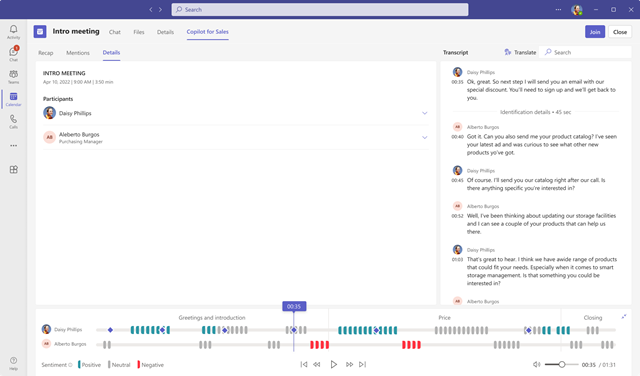 Search
Activity
Chat
Teams
Calendar
Calls
Help
Intro meeting
Chat
Files
Details
Copilot for Sales
Join
Close
Recap
Mentions
Details
INTRO MEETING
Apr 10, 2022 | 9:00 AM | 3:50 min
Participants
Daisy Phillips
AB
Aleberto Burgos
Purchasing Manager
Transcript
Translate
Search
Daisy Phillips
00:35
Ok, great. So next step I will send you an email with our
special discount. You'll need to sign up and we'll get back to
you.
Identification details • 45 sec
AB
Alberto Burgos
00:40
Got it. Can you also send me your product catalog? I've seen
your latest ad and was curious to see what other new
products yo've got.
Daisy Phillips
00:45
Of course. I'll send you our catalog right after our call. Is
there anything specific you're interested in?
AB
Alberto Burgos
00:52
Well, I've been thinking about updating our storage facilities
and I can see a couple of your products that can help us
there.
Daisy Phillips
01:03
That's great to hear. I think we have awide range of products
that could fit your needs. Especially when it comes to smart
storage management. Is that something you could be
interested in?
AB
Alberto Burgos
00:35
Greetings and introduction
Price
Closing
Daisy Phillips
AB
Alberto Burgos
Sentiment
Positive
Neutral
Negative
00:35 / 01:31